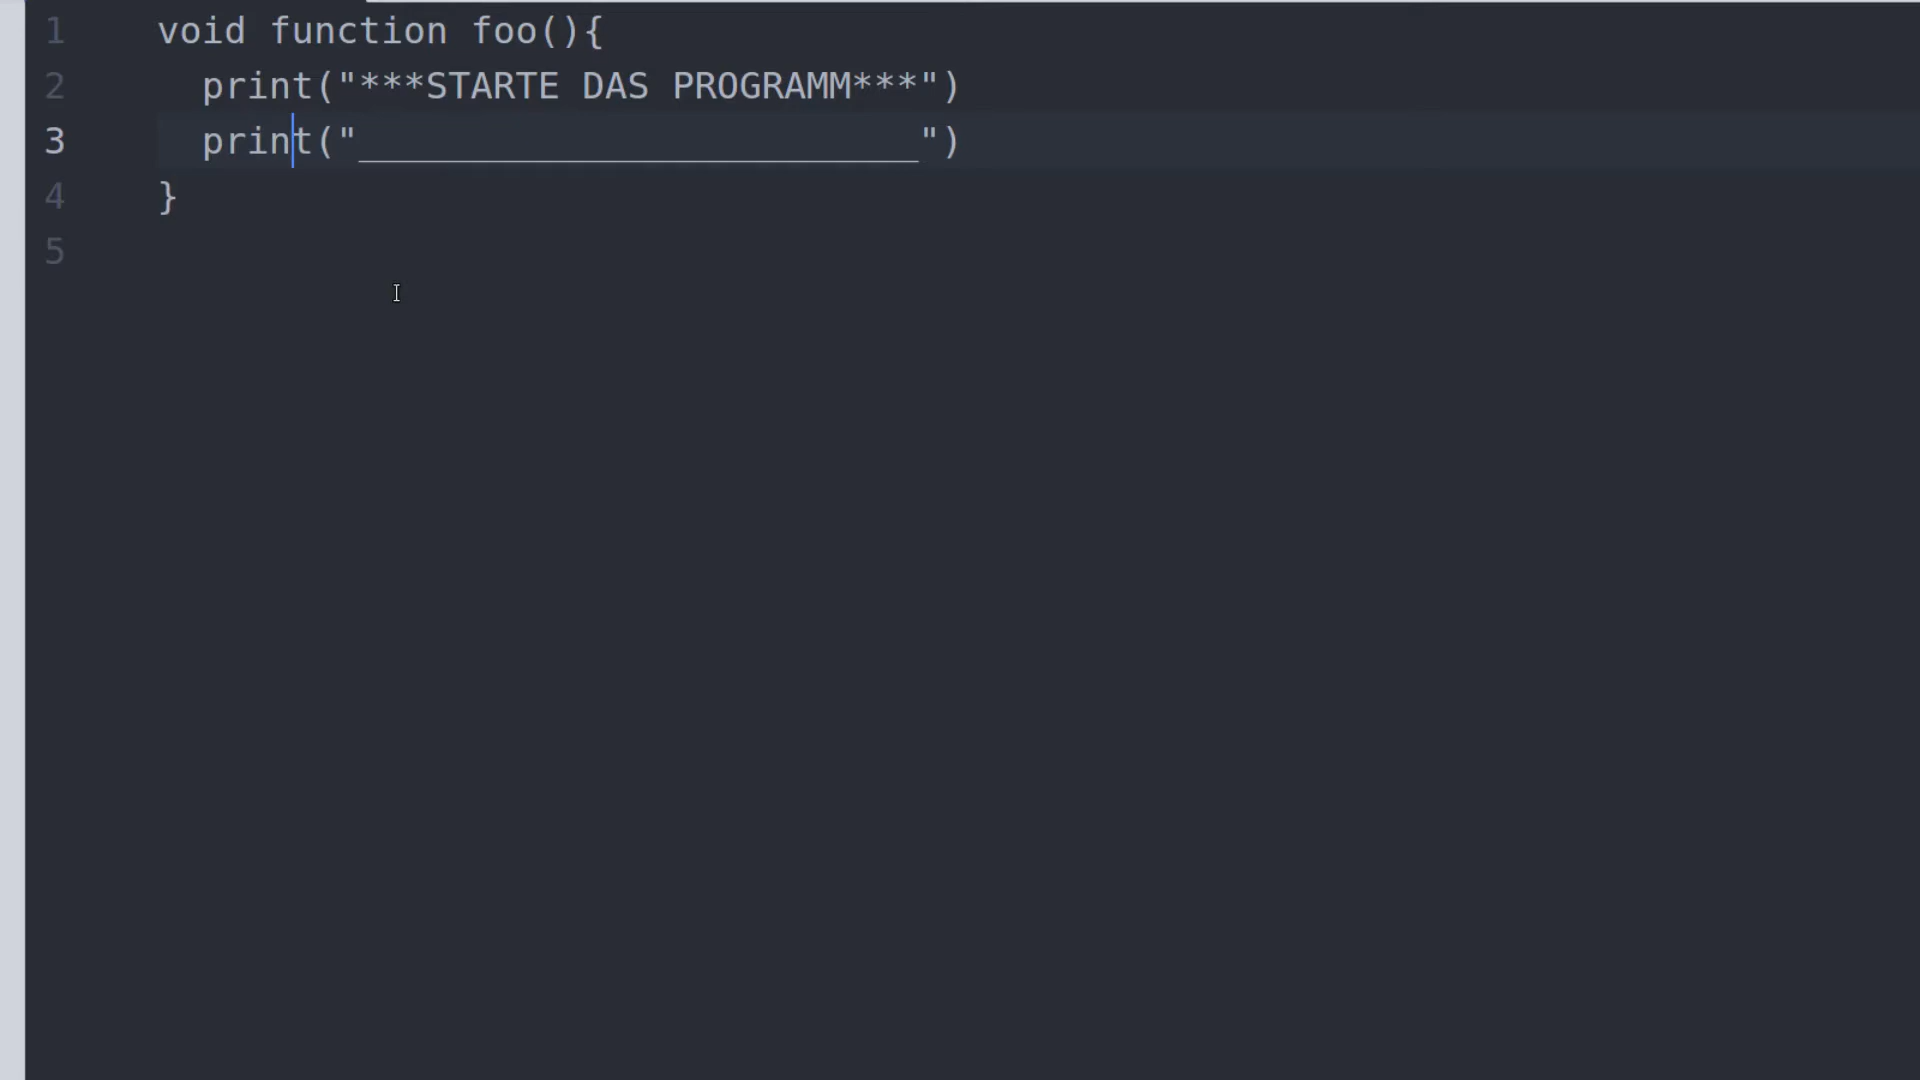 1 void function foo(){
2   print("***STARTE DAS PROGRAMM***")
3   print("_________________________")
4 }
5